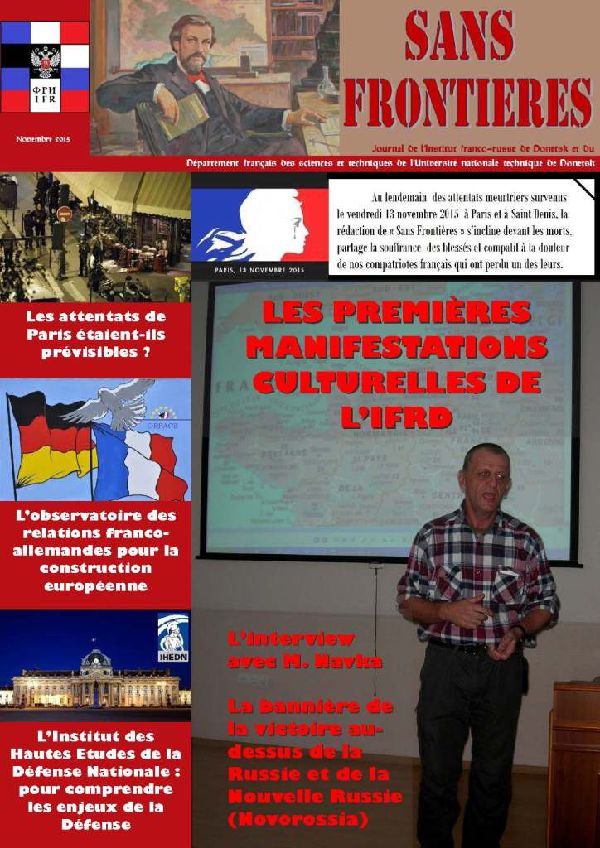 SANS
FRONTIERES
ФРИ
IFR
Novembre 2015
Journal de l'Institut franco-russe de Donetsk et du
Département français des sciences et techniques de l'Université nationale technique de Donetsk
PARIS, 13 NOVEMBRE 2015
Au lendemain des attentats meurtriers survenus
le vendredi 13 novembre 2015 à Paris et à Saint Denis, la
rédaction de « Sans Frontières » s'incline devant les morts,
partage la souffrance des blessés et compatit à la douleur
de nos compatriotes français qui ont perdu un des leurs.
Les attentats de
Paris étaient-ils
prévisibles ?
LES PREMIÈRES
MANIFESTATIONS
CULTURELLES DE
L'IFRD
L'observatoire des
relations franco-
allemandes pour la
construction
européenne
IHEDN
L'Institut des
Hautes Etudes de la
Défense Nationale :
pour comprendre
les enjeux de la
Défense
L'interview
avec M. Navka
La bannière de
la victoire au-
dessus de la
Russie et de la
Nouvelle Russie
(Novorossia)